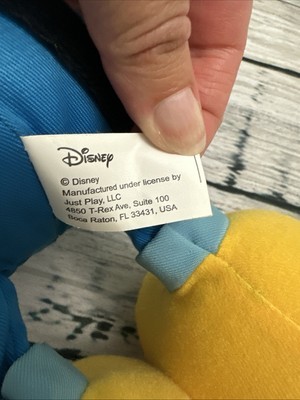 Disney
© Disney
Manufactured under license by
Just Play, LLC
4850 T-Rex Ave, Suite 100
Boca Raton, FL 33431, USA